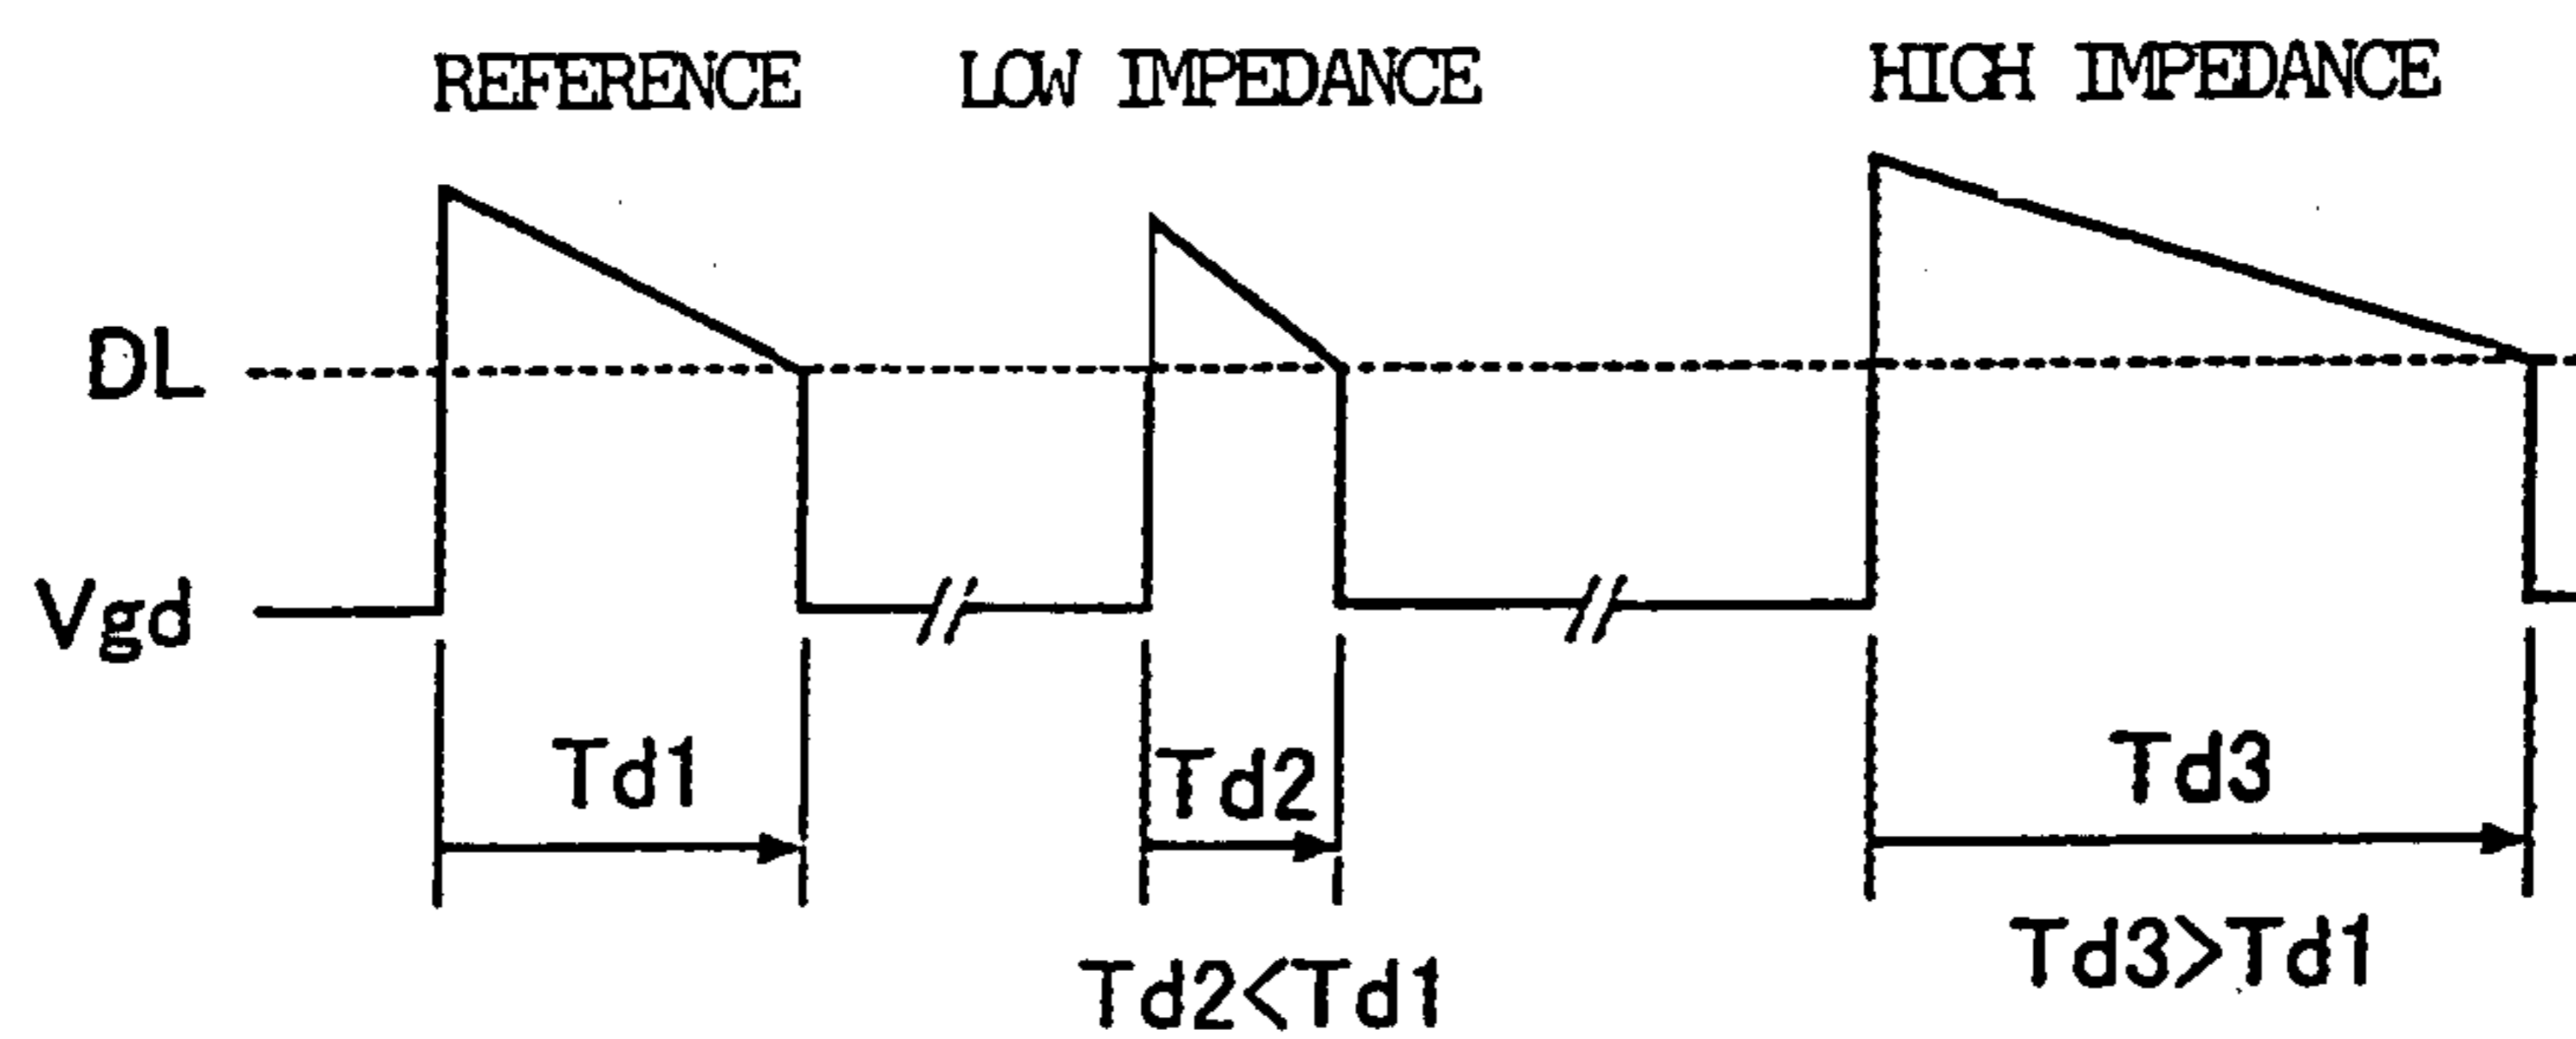 REFERENCE LOW IMPEDANCE HIGH IMPEDANCE
DL
Vgd
Td1 Td2 Td3
Td2<Td1 Td3>Td1